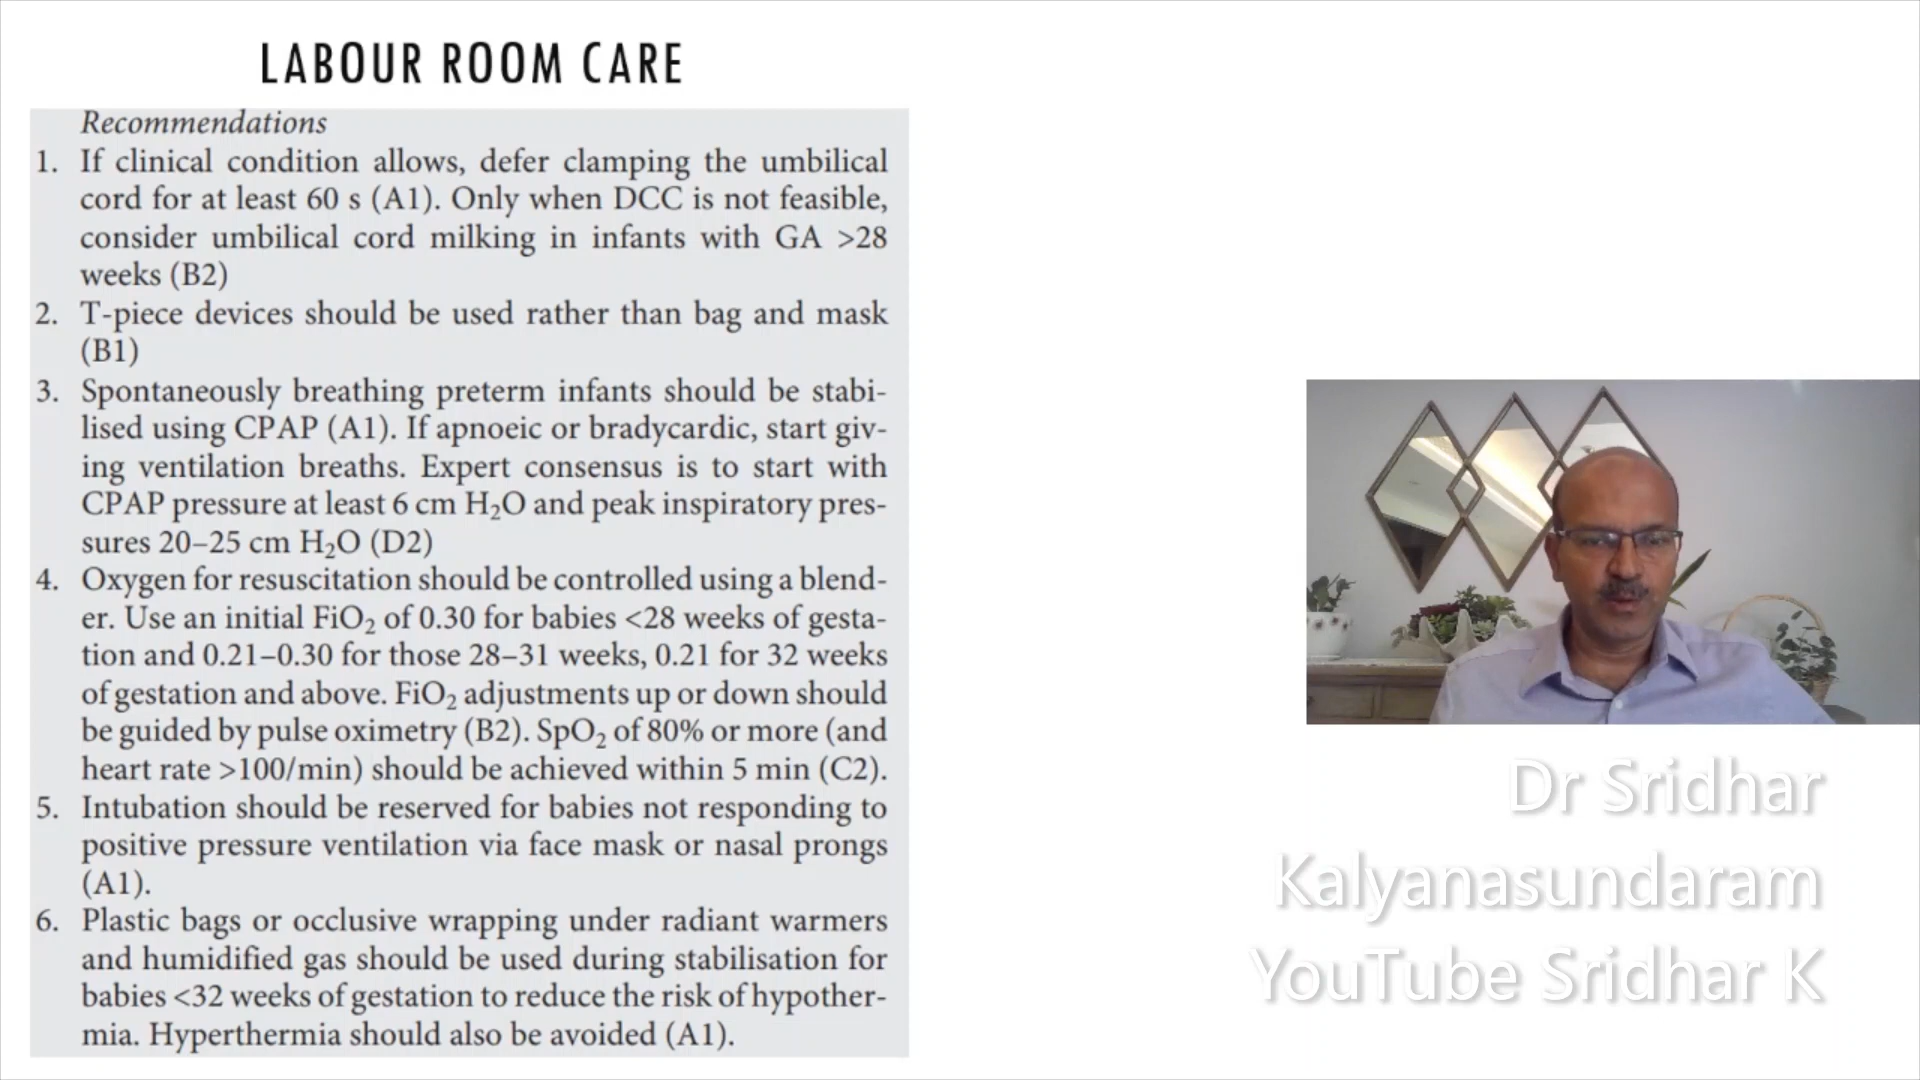 LABOUR ROOM CARE
Recommendations
1. If clinical condition allows, defer clamping the umbilical
cord for at least 60 s (A1). Only when DCC is not feasible,
consider umbilical cord milking in infants with GA >28
weeks (B2)
2. T-piece devices should be used rather than bag and mask
(B1)
3. Spontaneously breathing preterm infants should be stabi-
lised using CPAP (A1). If apnoeic or bradycardic, start giv-
ing ventilation breaths. Expert consensus is to start with
CPAP pressure at least 6 cm H₂O and peak inspiratory pres-
sures 20–25 cm H₂O (D2)
4. Oxygen for resuscitation should be controlled using a blend-
er. Use an initial FiO₂ of 0.30 for babies <28 weeks of gesta-
tion and 0.21–0.30 for those 28–31 weeks, 0.21 for 32 weeks
of gestation and above. FiO₂ adjustments up or down should
be guided by pulse oximetry (B2). SpO₂ of 80% or more (and
heart rate >100/min) should be achieved within 5 min (C2).
5. Intubation should be reserved for babies not responding to
positive pressure ventilation via face mask or nasal prongs
(A1).
6. Plastic bags or occlusive wrapping under radiant warmers
and humidified gas should be used during stabilisation for
babies <32 weeks of gestation to reduce the risk of hypother-
mia. Hyperthermia should also be avoided (A1).
Dr Sridhar
Kalyanasundaram
YouTube Sridhar K